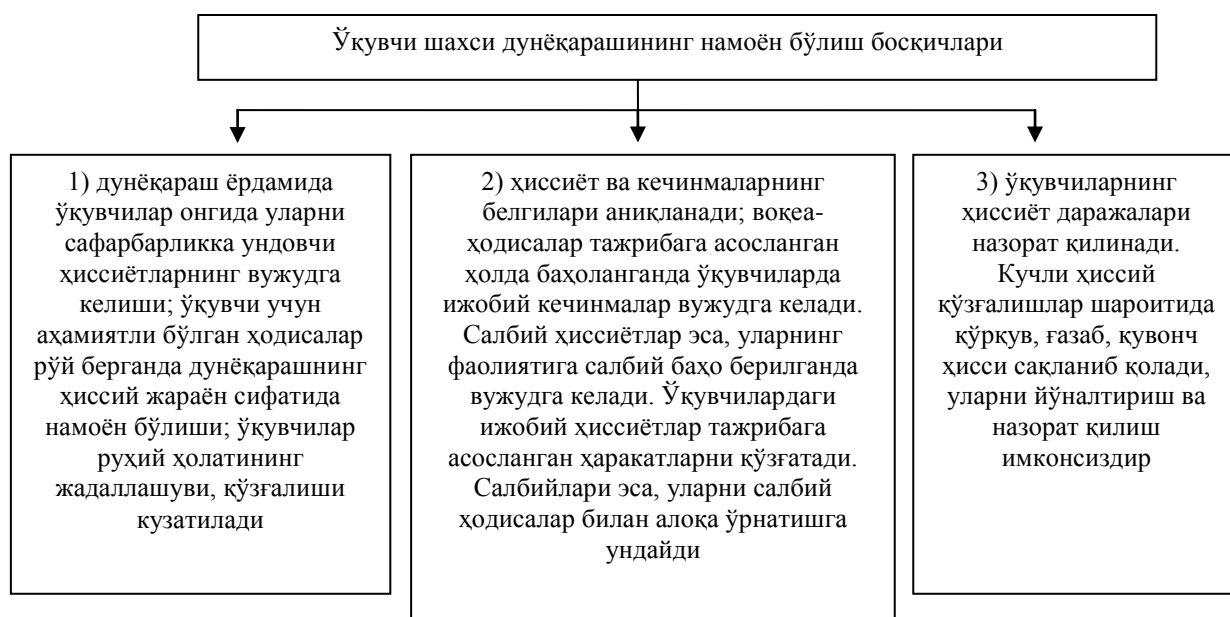 Ўқувчи шахси дунёқарашининг намоён бўлиш босқичлари
1) дунёқараш ёрдамида
ўқувчилар онгида уларни
сафарбарликка ундовчи
ҳиссиётларнинг вужудга
келиши; ўқувчи учун
аҳамиятли бўлган ҳодисалар
рўй берганда дунёқарашнинг
ҳиссий жараён сифатида
намоён бўлиши; ўқувчилар
руҳий ҳолатининг
жадаллашуви, қўзғалиши
кузатилади
2) ҳиссиёт ва кечинмаларнинг
белгилари аниқланади; воқеа-
ҳодисалар тажрибага асосланган
ҳолда баҳоланганда ўқувчиларда
ижобий кечинмалар вужудга келади.
Салбий ҳиссиётлар эса, уларнинг
фаолиятига салбий баҳо берилганда
вужудга келади. Ўқувчилардаги
ижобий ҳиссиётлар тажрибага
асосланган ҳаракатларни қўзғатади.
Салбийлари эса, уларни салбий
ҳодисалар билан алоқа ўрнатишга
ундайди
3) ўқувчиларнинг
ҳиссиёт даражалари
назорат қилинади.
Кучли ҳиссий
қўзғалишлар шароитида
қўрқув, ғазаб, қувонч
ҳисси сақланиб қолади,
уларни йўналтириш ва
назорат қилиш
имконсиздир